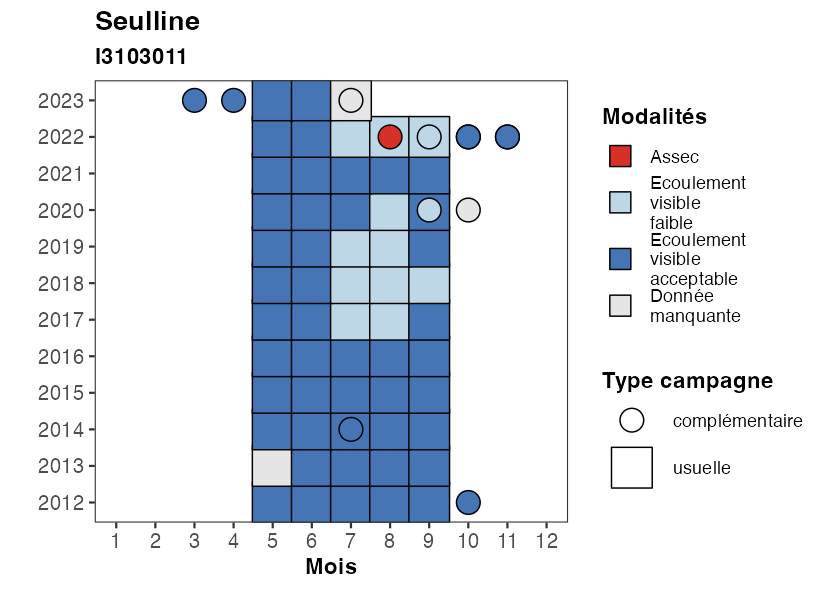 Seulline
I3103011
2023
2022
2021
2020
2019
2018
2017
2016
2015
2014
2013
2012
1 2 3 4 5 6 7 8 9 10 11 12
Mois
Modalités
Assec
Ecoulement
visible
faible
Ecoulement
visible
acceptable
Donnée
manquante
Type campagne
complémentaire
usuelle